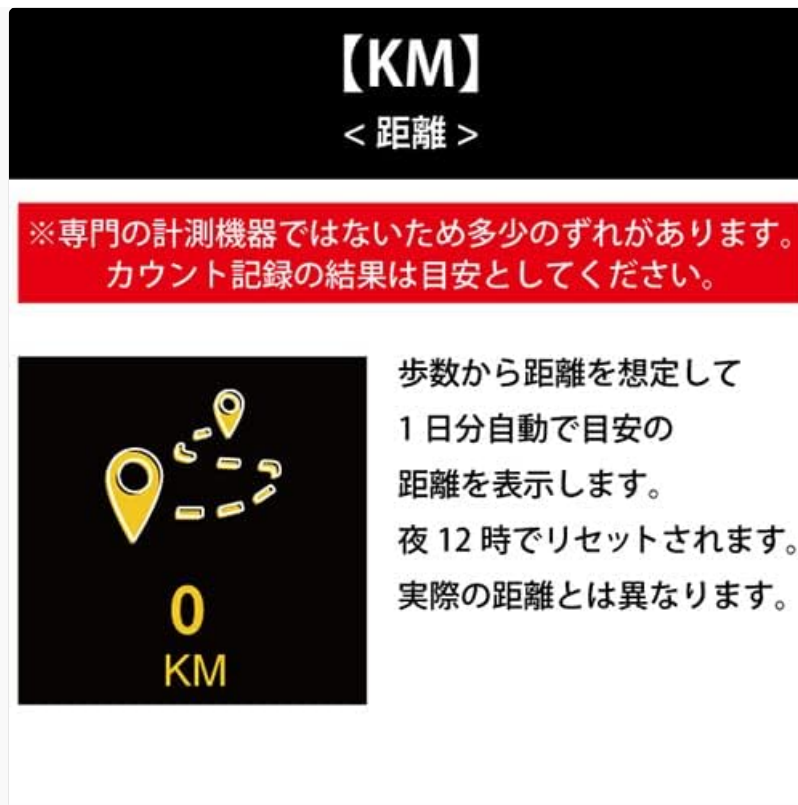 【KM】
< 距離 >
※専門の計測機器ではないため多少のずれがあります。
カウント記録の結果は目安としてください。
歩数から距離を想定して
1 日分自動で目安の
距離を表示します。
夜 12 時でリセットされます。
実際の距離とは異なります。
0
KM